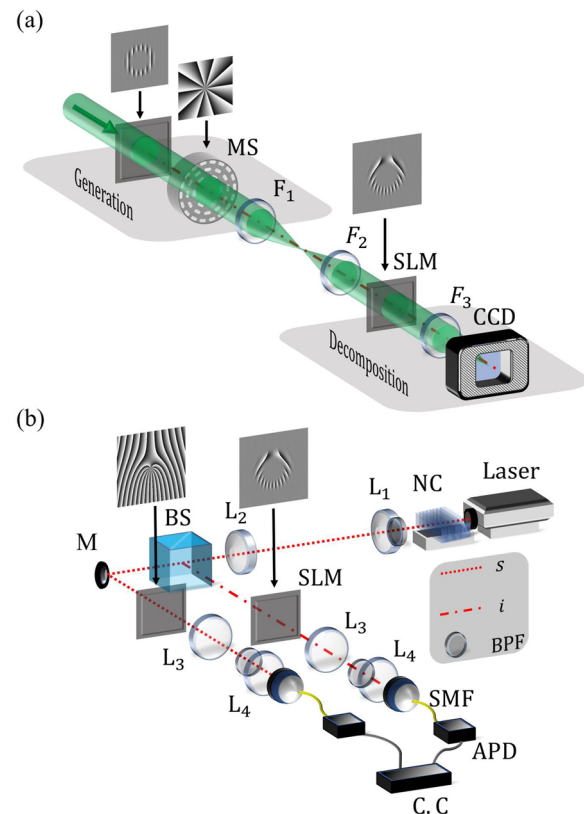 (a)
MS
Generation
F1
F2
SLM
F3
CCD
Decomposition
(b)
Laser
NC
L1
L2
BS
M
SLM
s
i
BPF
L3
L3
L4
L4
SMF
APD
C. C